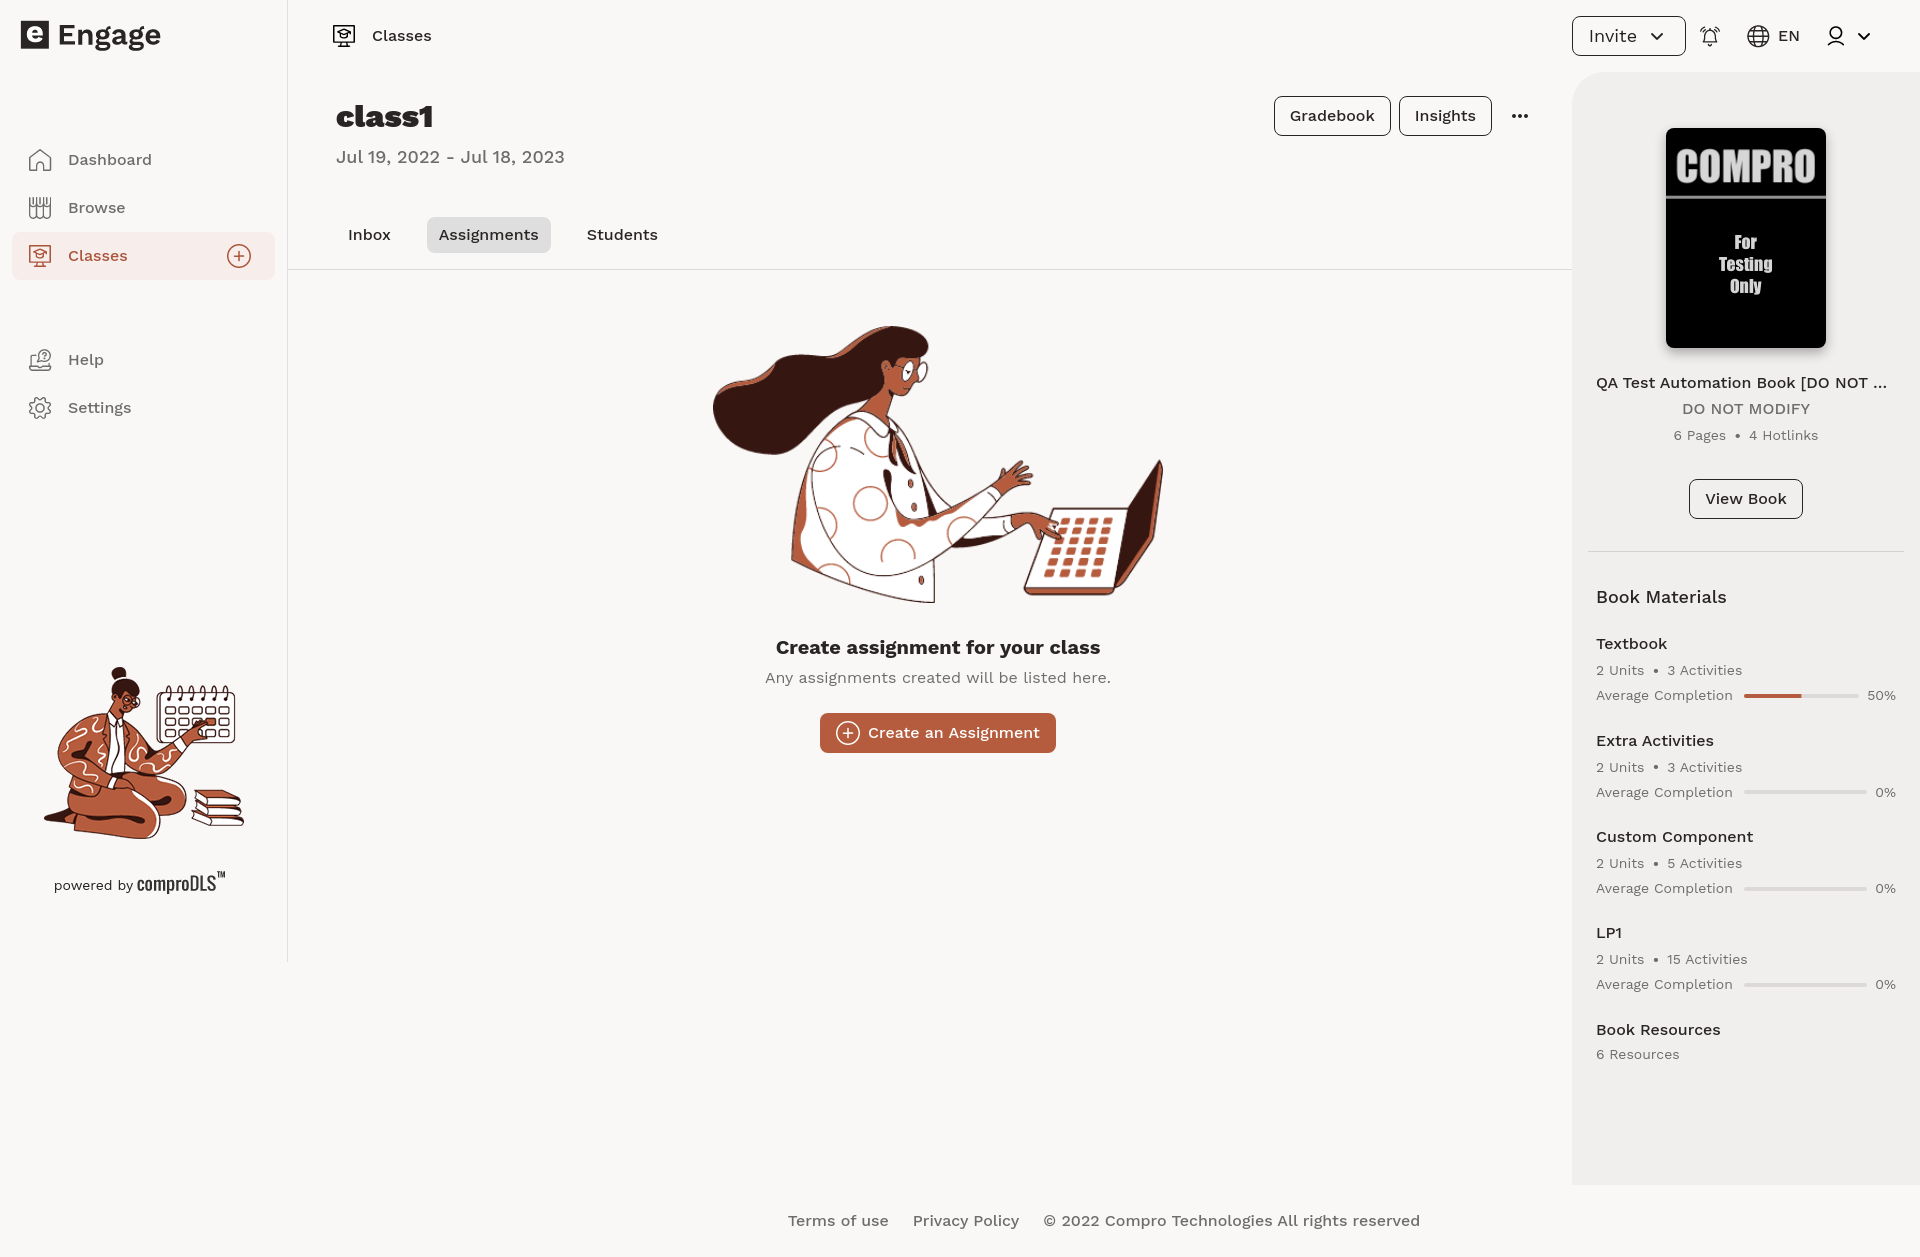 e Engage
Classes
Invite
EN
Dashboard
Browse
Classes
Help
Settings
powered by comproDLS™
class1
Jul 19, 2022 - Jul 18, 2023
Gradebook
Insights
Inbox
Assignments
Students
Create assignment for your class
Any assignments created will be listed here.
Create an Assignment
COMPRO
For
Testing
Only
QA Test Automation Book [DO NOT ...
DO NOT MODIFY
6 Pages • 4 Hotlinks
View Book
Book Materials
Textbook
2 Units • 3 Activities
Average Completion 50%
Extra Activities
2 Units • 3 Activities
Average Completion 0%
Custom Component
2 Units • 5 Activities
Average Completion 0%
LP1
2 Units • 15 Activities
Average Completion 0%
Book Resources
6 Resources
Terms of use Privacy Policy © 2022 Compro Technologies All rights reserved